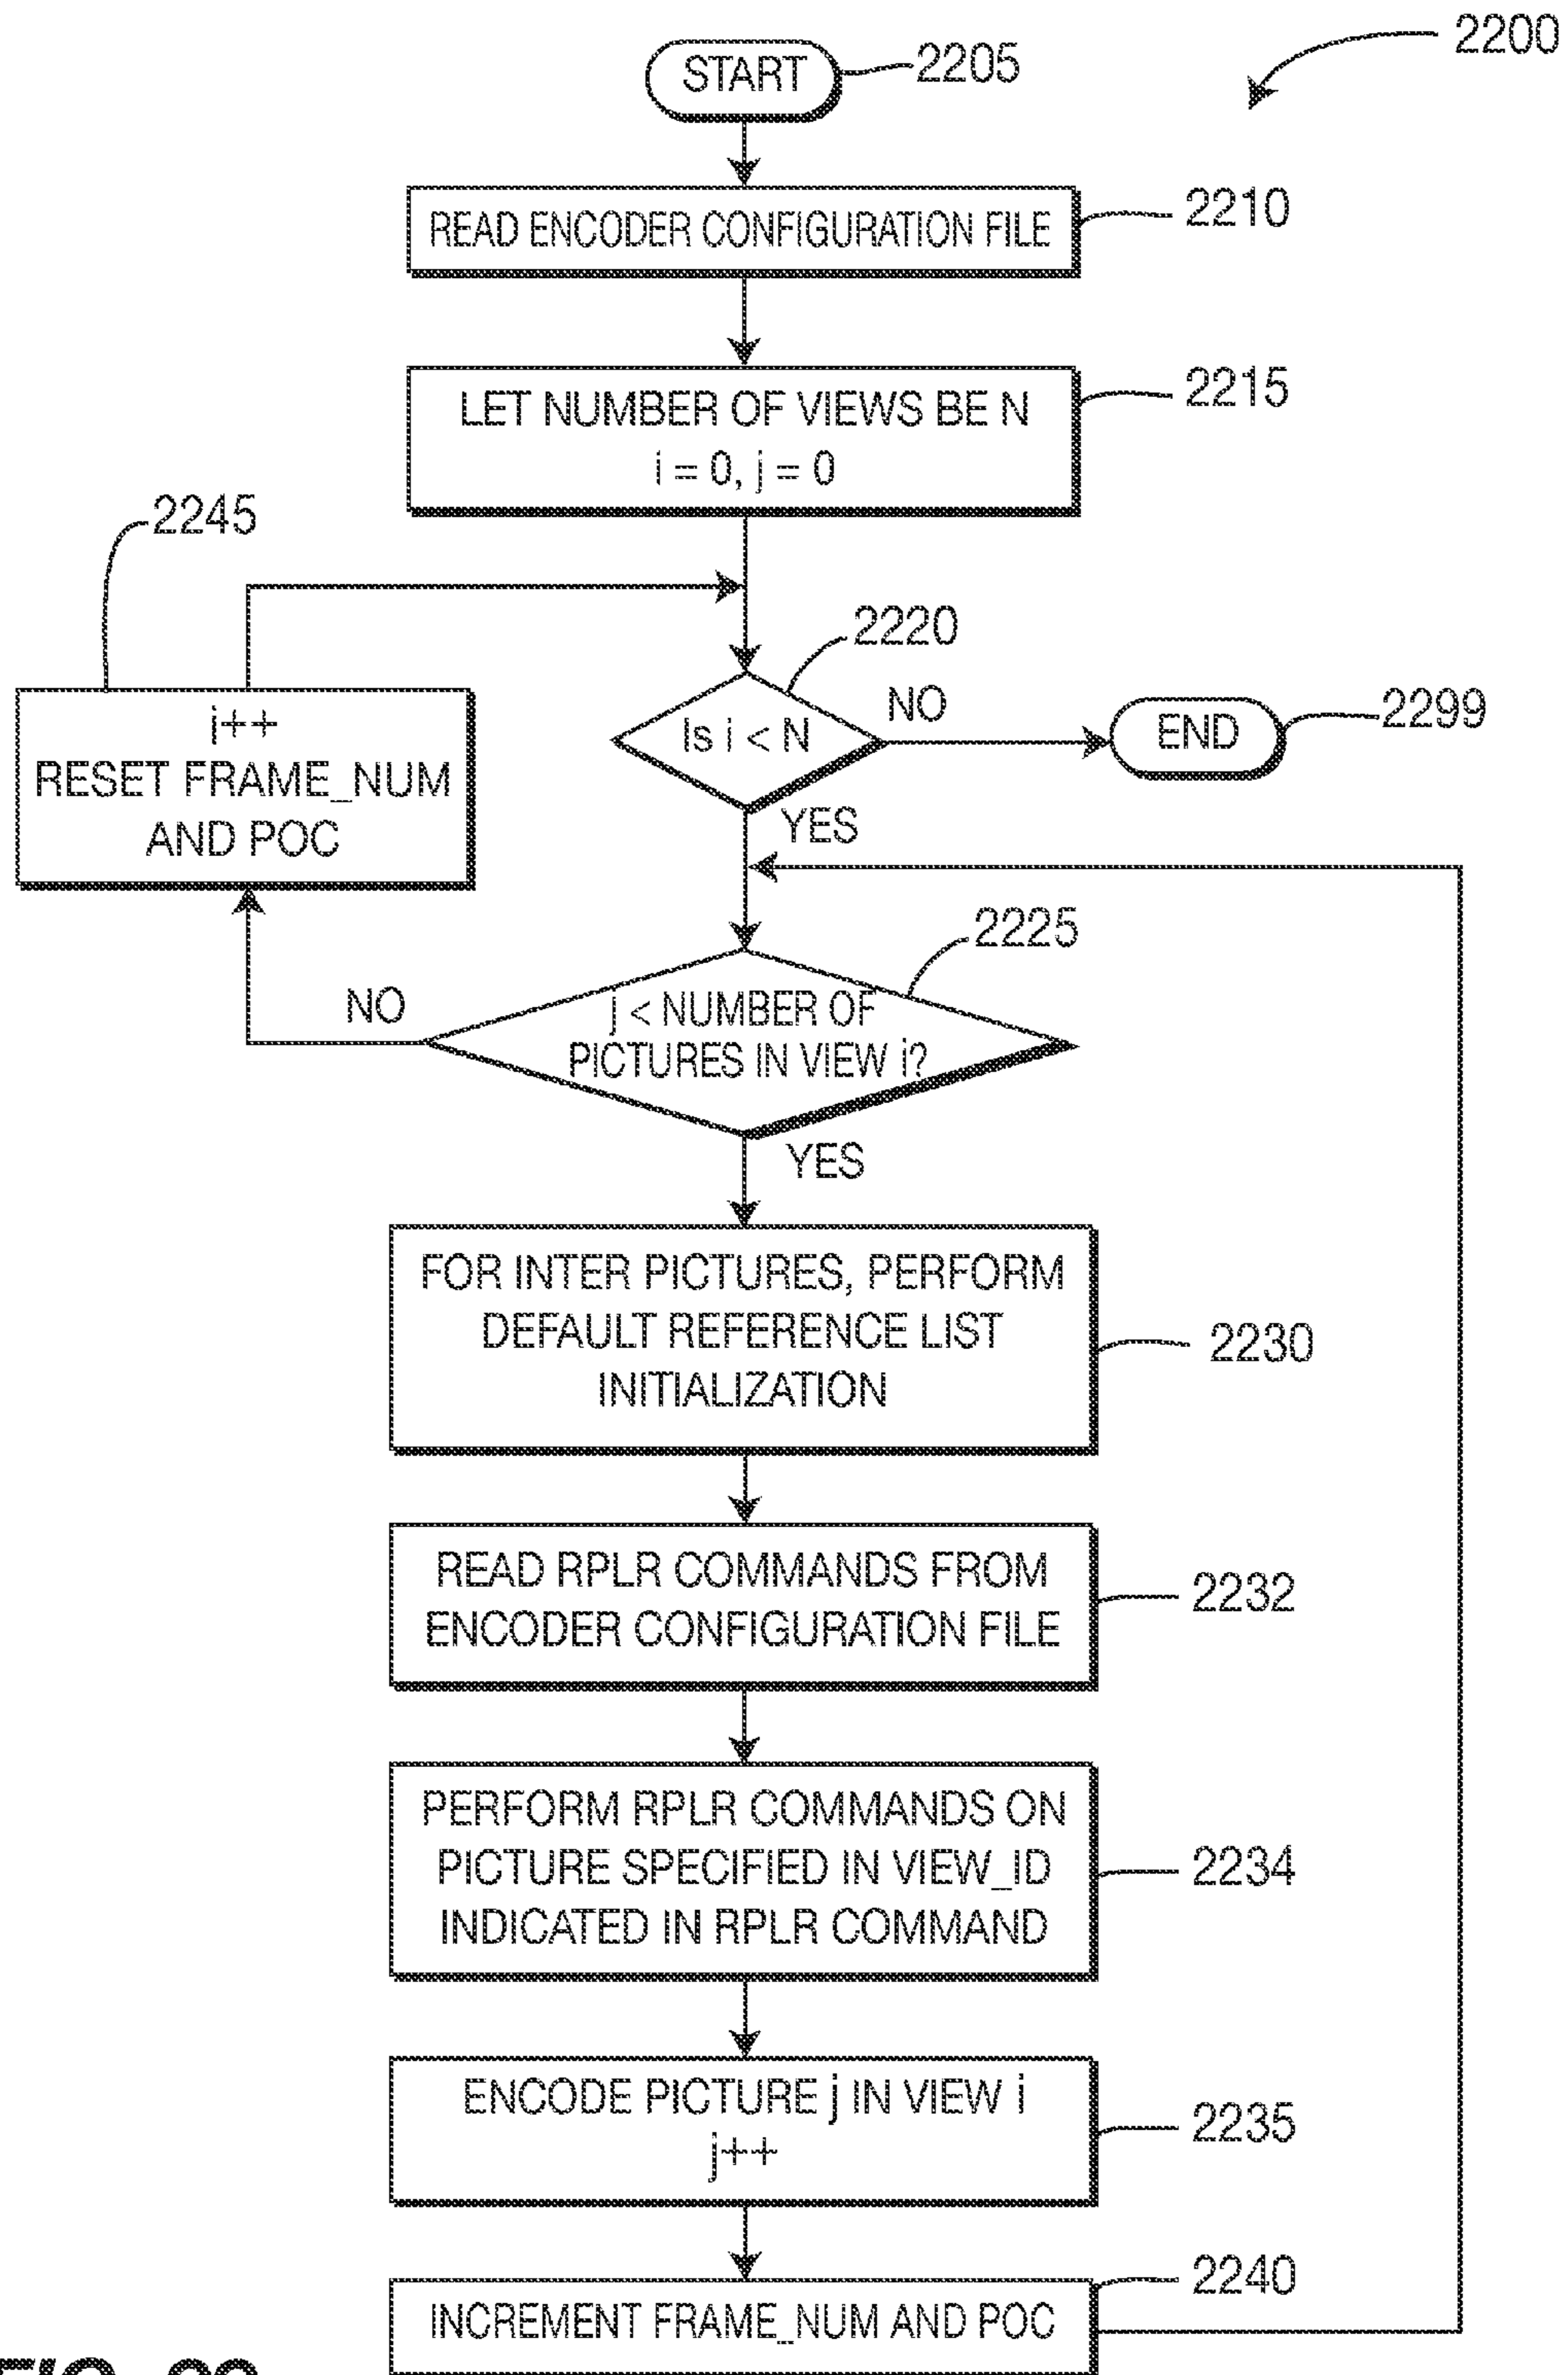 2200
START
2205
READ ENCODER CONFIGURATION FILE
2210
LET NUMBER OF VIEWS BE N
i = 0, j = 0
2215
2245
i++
RESET FRAME_NUM
AND POC
2220
Is i < N
NO
END
2299
YES
2225
NO
j < NUMBER OF
PICTURES IN VIEW i?
YES
FOR INTER PICTURES, PERFORM
DEFAULT REFERENCE LIST
INITIALIZATION
2230
READ RPLR COMMANDS FROM
ENCODER CONFIGURATION FILE
2232
PERFORM RPLR COMMANDS ON
PICTURE SPECIFIED IN VIEW_ID
INDICATED IN RPLR COMMAND
2234
ENCODE PICTURE j IN VIEW i
j++
2235
INCREMENT FRAME_NUM AND POC
2240